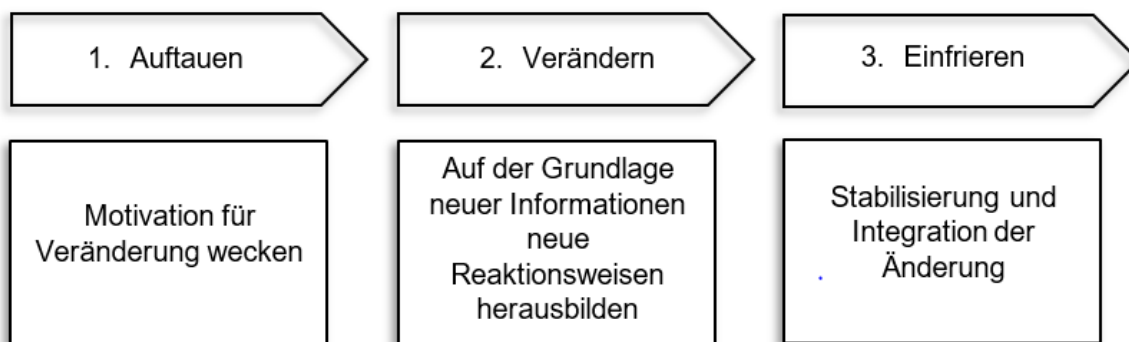 1. Auftauen
2. Verändern
3. Einfrieren
Motivation für
Veränderung wecken
Auf der Grundlage
neuer Informationen
neue
Reaktionsweisen
herausbilden
Stabilisierung und
Integration der
Änderung